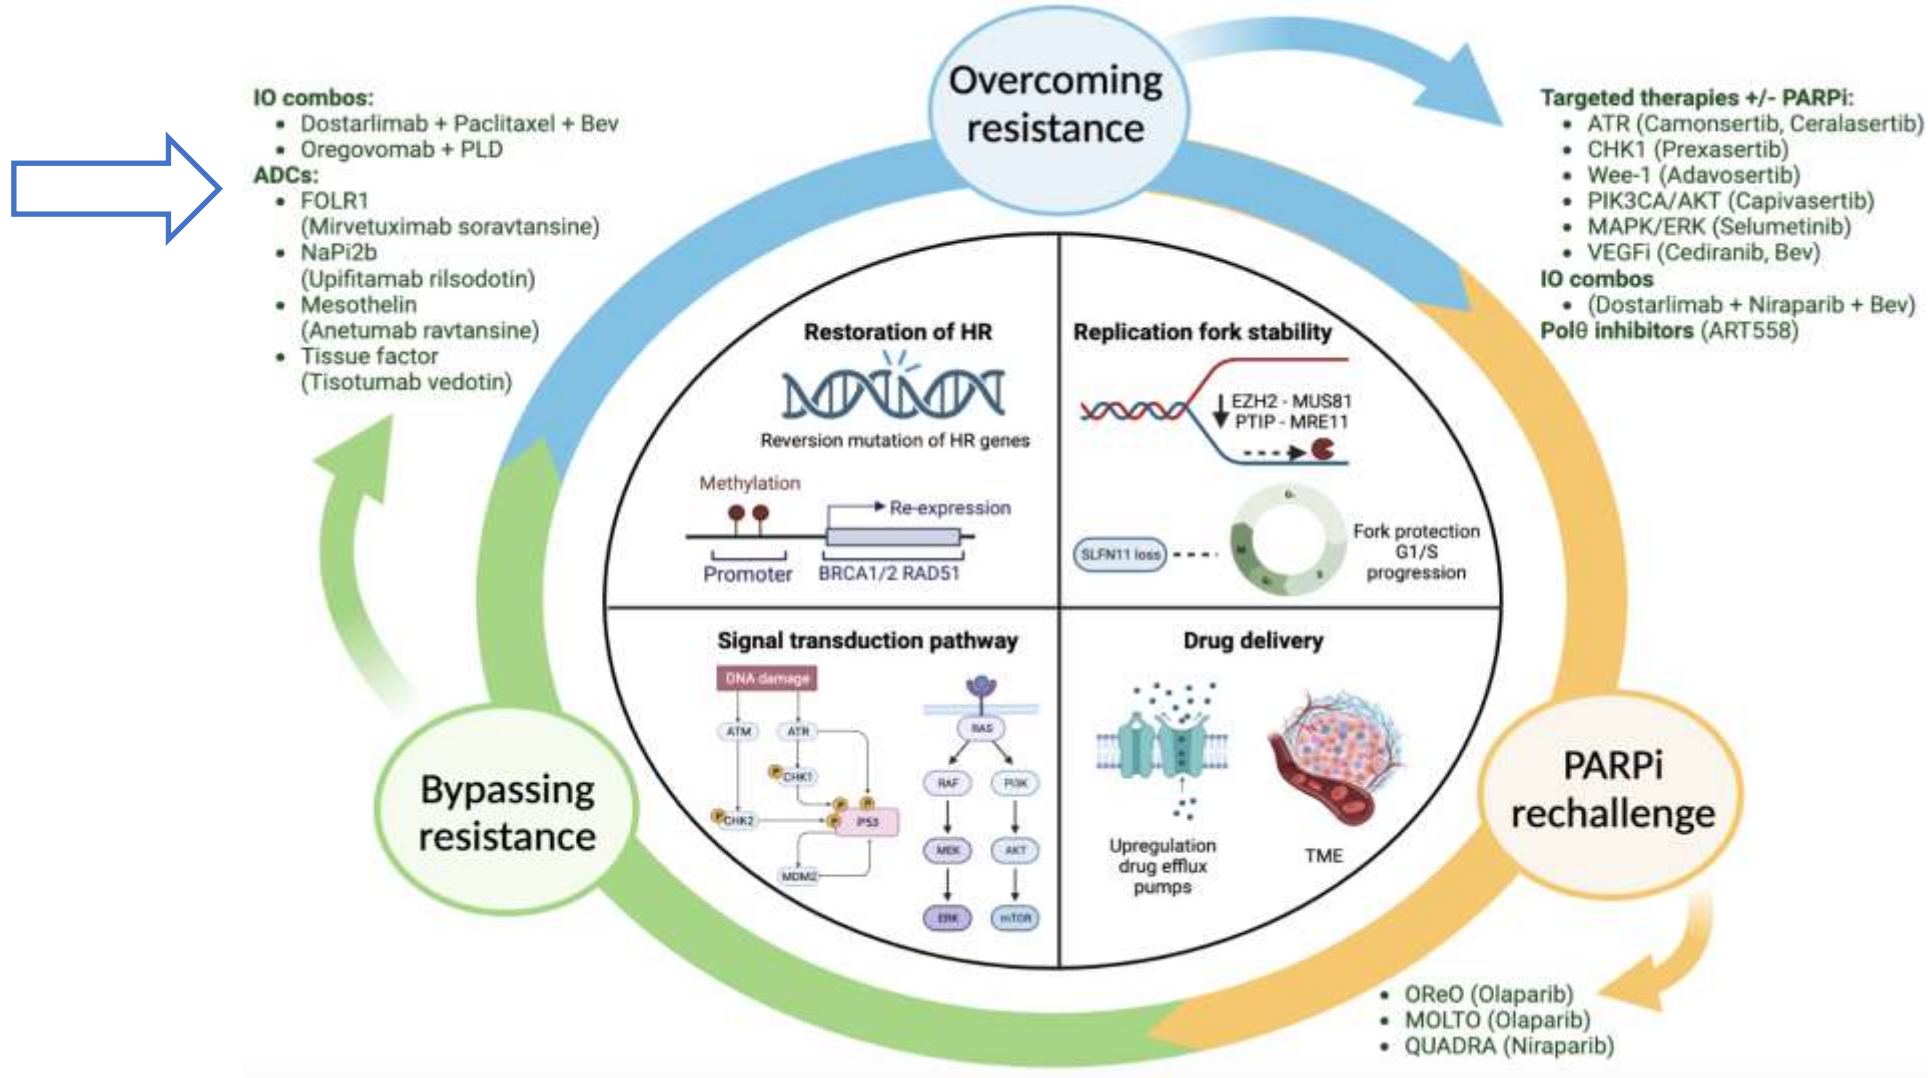 Overcoming
resistance
IO combos:
• Dostarlimab + Paclitaxel + Bev
• Oregovomab + PLD
ADCs:
• FOLR1
(Mirvetuximab soravtansine)
• NaPi2b
(Upifitamab rilsodotin)
• Mesothelin
(Anetumab ravtansine)
• Tissue factor
(Tisotumab vedotin)
Targeted therapies +/- PARPi:
• ATR (Camonsertib, Ceralasertib)
• CHK1 (Prexasertib)
• Wee-1 (Adavosertib)
• PIK3CA/AKT (Capivasertib)
• MAPK/ERK (Selumetinib)
• VEGFi (Cediranib, Bev)
IO combos
• (Dostarlimab + Niraparib + Bev)
Polθ inhibitors (ART558)
Restoration of HR
Reversion mutation of HR genes
Methylation
Re-expression
Promoter
BRCA1/2 RAD51
Replication fork stability
EZH2 - MUS81
PTIP - MRE11
SLFN11 loss
M
S
Fork protection
G1/S
progression
Signal transduction pathway
DNA damage
ATM
ATR
P
CHK1
P
P
P
CHK2
P
P53
MDM2
RAS
RAF
PI3K
MEK
AKT
ERK
mTOR
Drug delivery
Upregulation
drug efflux
pumps
TME
Bypassing
resistance
PARPi
rechallenge
• OReO (Olaparib)
• MOLTO (Olaparib)
• QUADRA (Niraparib)